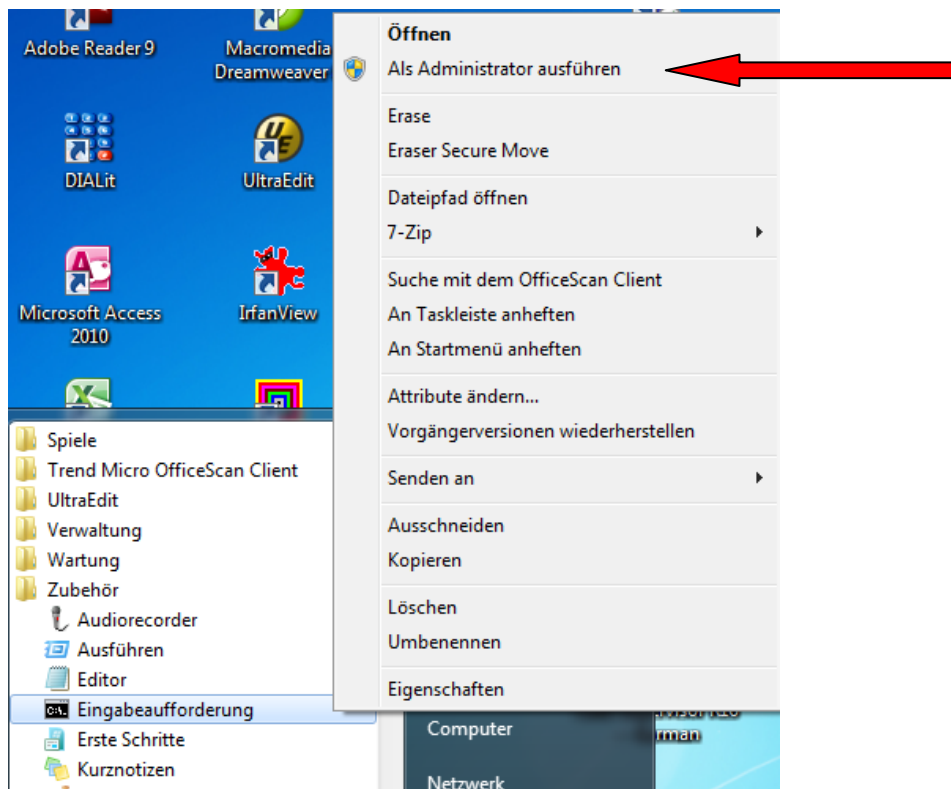 Adobe Reader 9
Macromedia
Dreamweaver
DIALit
UltraEdit
Microsoft Access
2010
IrfanView
Öffnen
Als Administrator ausführen
Erase
Eraser Secure Move
Dateipfad öffnen
7-Zip
Suche mit dem OfficeScan Client
An Taskleiste anheften
An Startmenü anheften
Attribute ändern...
Vorgängerversionen wiederherstellen
Senden an
Ausschneiden
Kopieren
Löschen
Umbenennen
Eigenschaften
Spiele
Trend Micro OfficeScan Client
UltraEdit
Verwaltung
Wartung
Zubehör
Audiorecorder
Ausführen
Editor
Eingabeaufforderung
Erste Schritte
Kurznotizen
Computer
Netzwerk